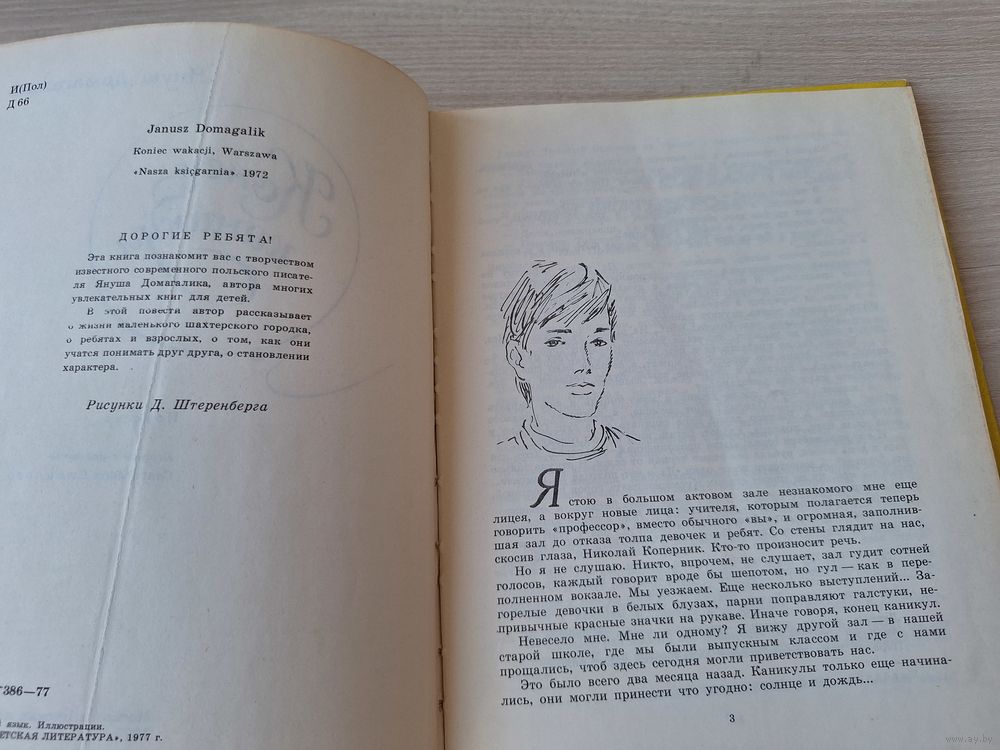 И(Пол)
Д 66
Janusz Domagalik
Koniec wakacji, Warszawa
«Nasza księgarnia» 1972
ДОРОГИЕ РЕБЯТА!
Эта книга познакомит вас с творчеством
известного современного польского писате-
ля Януша Домагалика, автора многих
увлекательных книг для детей.
В этой повести автор рассказывает
о жизни маленького шахтерского городка,
о ребятах и взрослых, о том, как они
учатся понимать друг друга, о становлении
характера.
Рисунки Д. Штеренберга
386—77
язык. Иллюстрации.
ЕТСКАЯ ЛИТЕРАТУРА», 1977 г.
Я стою в большом актовом зале незнакомого мне еще
лицея, а вокруг новые лица: учителя, которым полагается теперь
говорить «профессор», вместо обычного «вы», и огромная, заполнив-
шая зал до отказа толпа девочек и ребят. Со стены глядит на нас,
скосив глаза, Николай Коперник. Кто-то произносит речь.
Но я не слушаю. Никто, впрочем, не слушает, зал гудит сотней
голосов, каждый говорит вроде бы шепотом, но гул — как в пере-
полненном вокзале. Мы уезжаем. Еще несколько выступлений... За-
горелые девочки в белых блузах, парни поправляют галстуки, не-
привычные красные значки на рукаве. Иначе говоря, конец каникул.
Невесело мне. Мне ли одному? Я вижу другой зал — в нашей
старой школе, где мы были выпускным классом и где с нами
прощались, чтоб здесь сегодня могли приветствовать нас.
Это было всего два месяца назад. Каникулы только еще начина-
лись, они могли принести что угодно: солнце и дождь...
3
www.ay.by